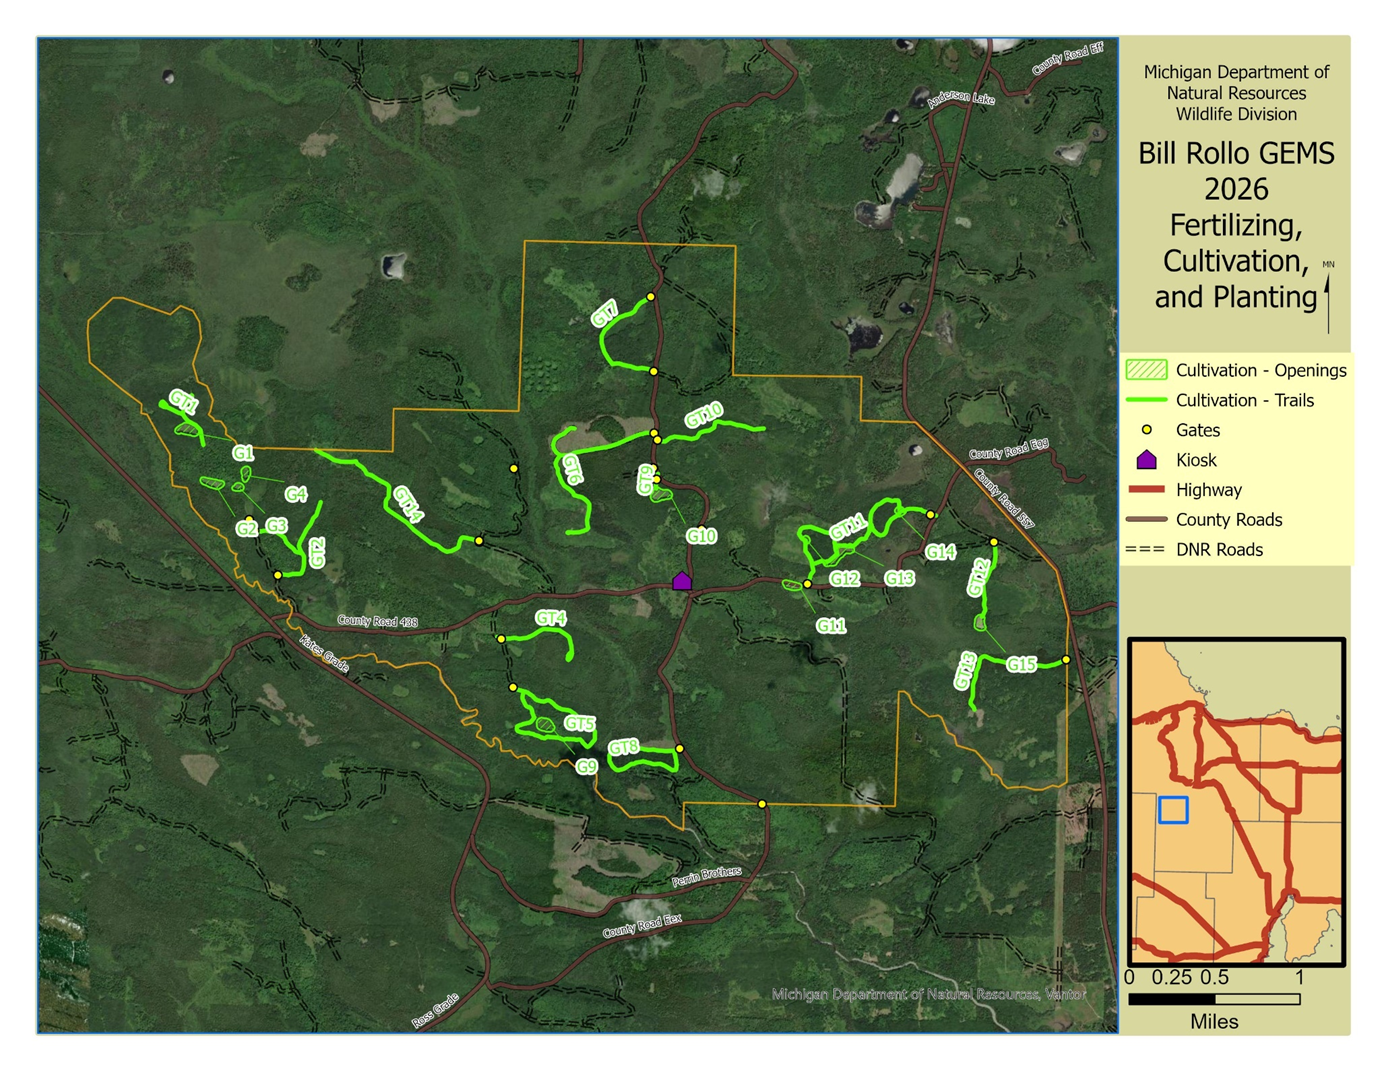 Michigan Department of
Natural Resources
Wildlife Division
Bill Rollo GEMS
2026
Fertilizing,
Cultivation,
and Planting
MN
Cultivation - Openings
Cultivation - Trails
Gates
Kiosk
Highway
County Roads
DNR Roads
0 0.25 0.5 1
Miles
County Road Eff
Anderson Lake
GT7
GT1
GT10
G1
County Road Egg
GT6
GT9
G4
GT14
County Road 557
G2
G3
G10
GT11
GT2
G14
G12
G13
GT12
County Road 438
GT4
G11
Kates Grade
G15
GT13
GT5
GT8
G9
Perrin Brothers
County Road Eex
Ross Grade
Michigan Department of Natural Resources, Vantor